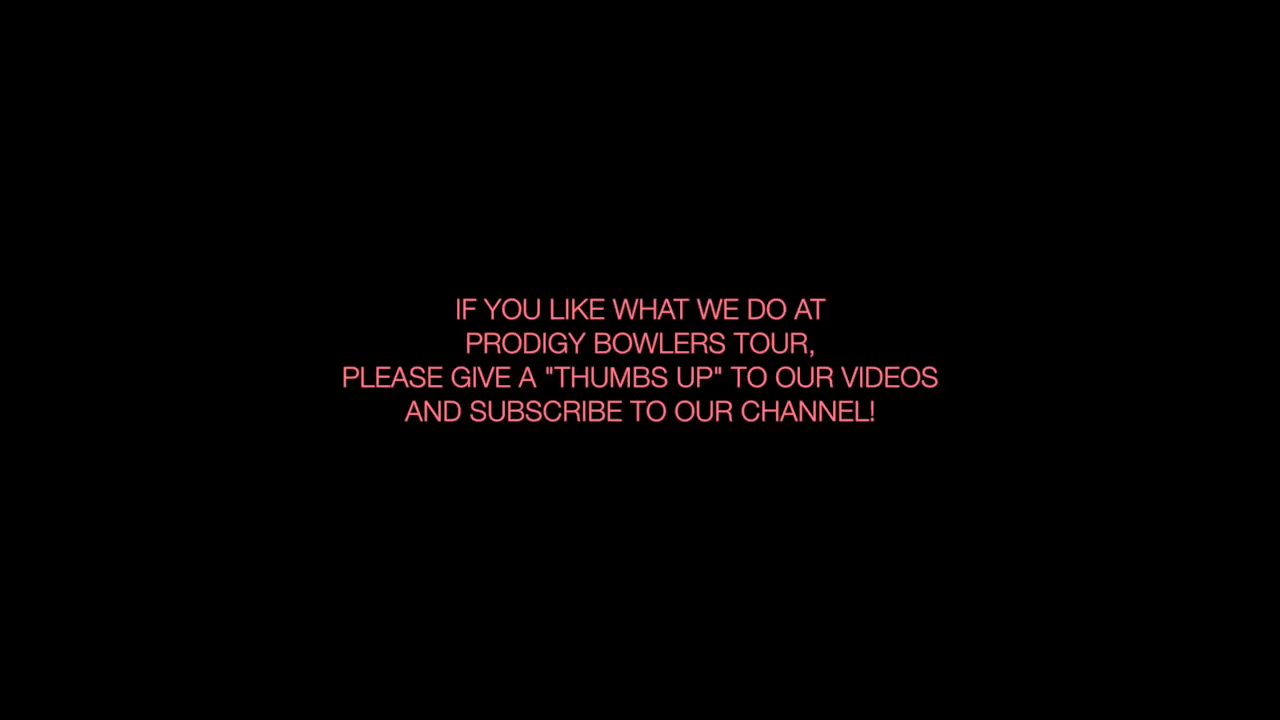 IF YOU LIKE WHAT WE DO AT
PRODIGY BOWLERS TOUR,
PLEASE GIVE A "THUMBS UP" TO OUR VIDEOS
AND SUBSCRIBE TO OUR CHANNEL!